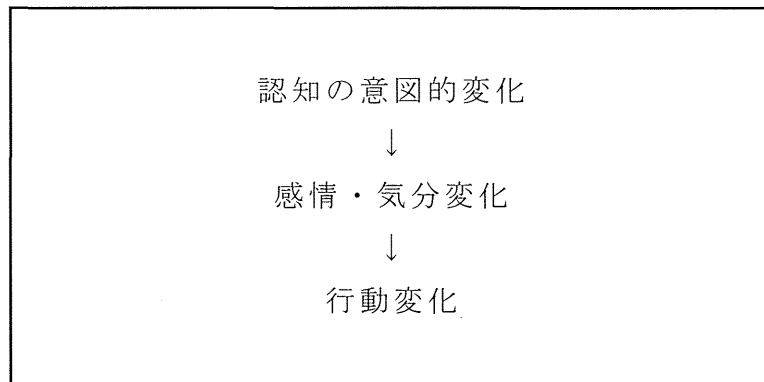 認知の意図的変化
↓
感情・気分変化
↓
行動変化